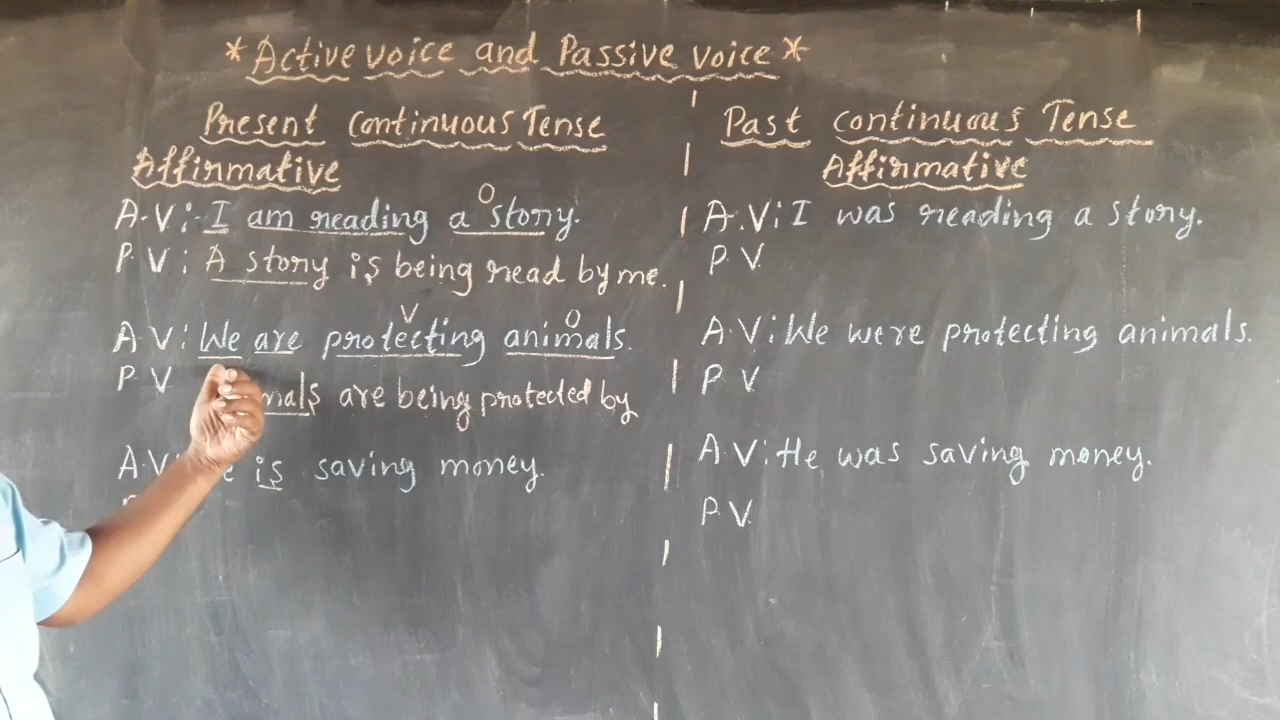 * Active voice and Passive voice *
Present Continuous Tense
Affirmative
O
A.V:- I am reading a story.
P V: A story is being read by me.
V O
A V: We are protecting animals.
P V mals are being protected by
A.V: is saving money.
Past continuous Tense
Affirmative
A.V: I was reading a story.
P V
A.V: We were protecting animals.
P V
A.V: He was saving money.
P V.